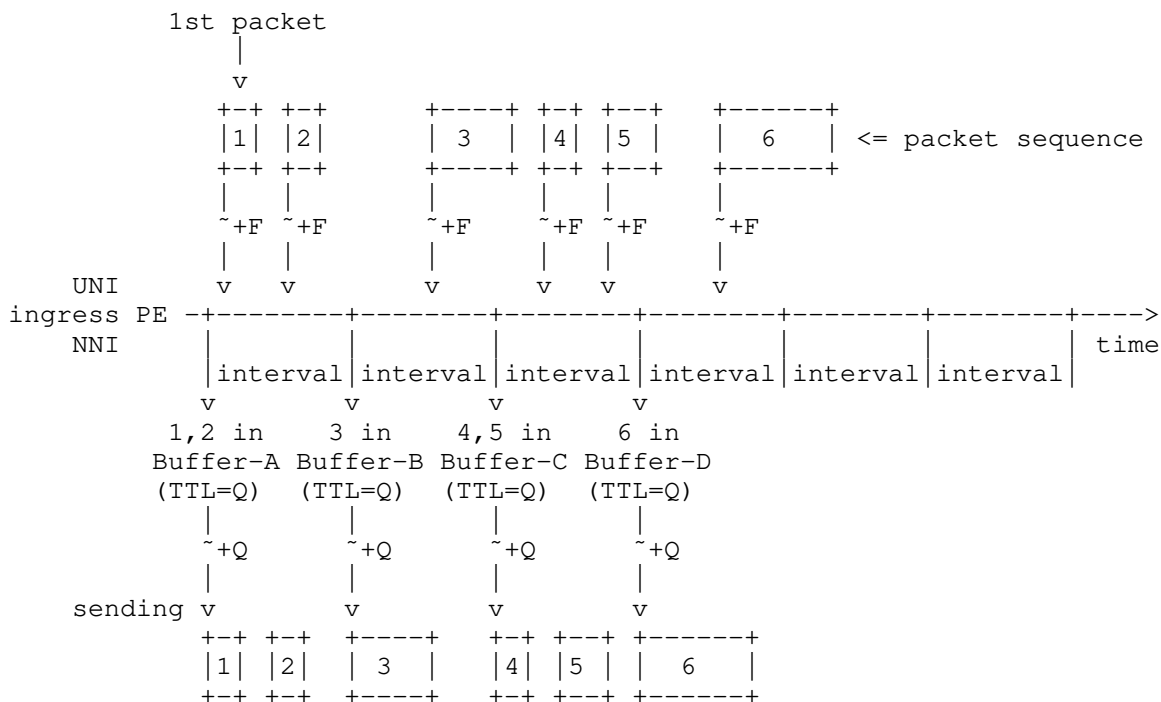 1st packet
|
v
+-+ +-+ +----+ +-+ +--+ +------+
|1| |2| | 3 | |4| |5 | | 6 | <= packet sequence
+-+ +-+ +----+ +-+ +--+ +------+
| | | | | |
~+F ~+F ~+F ~+F ~+F ~+F
| | | | | |
UNI v v v v v v
ingress PE -+--------+--------+--------+--------+--------+--------+---->
NNI | | | | | | | time
|interval|interval|interval|interval|interval|interval|
v v v v
1,2 in 3 in 4,5 in 6 in
Buffer-A Buffer-B Buffer-C Buffer-D
(TTL=Q) (TTL=Q) (TTL=Q) (TTL=Q)
| | | |
~+Q ~+Q ~+Q ~+Q
| | | |
sending v v v v
+-+ +-+ +----+ +-+ +--+ +------+
|1| |2| | 3 | |4| |5 | | 6 |
+-+ +-+ +----+ +-+ +--+ +------+